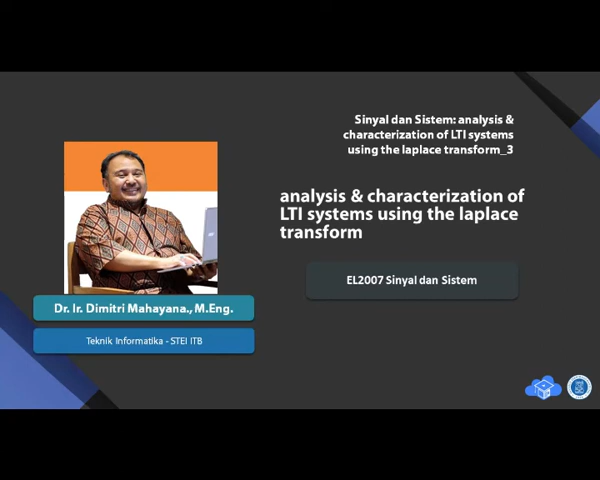 Sinyal dan Sistem: analysis &
characterization of LTI systems
using the laplace transform_3
analysis & characterization of
LTI systems using the laplace
transform
EL2007 Sinyal dan Sistem
Dr. Ir. Dimitri Mahayana., M.Eng.
Teknik Informatika - STEI ITB